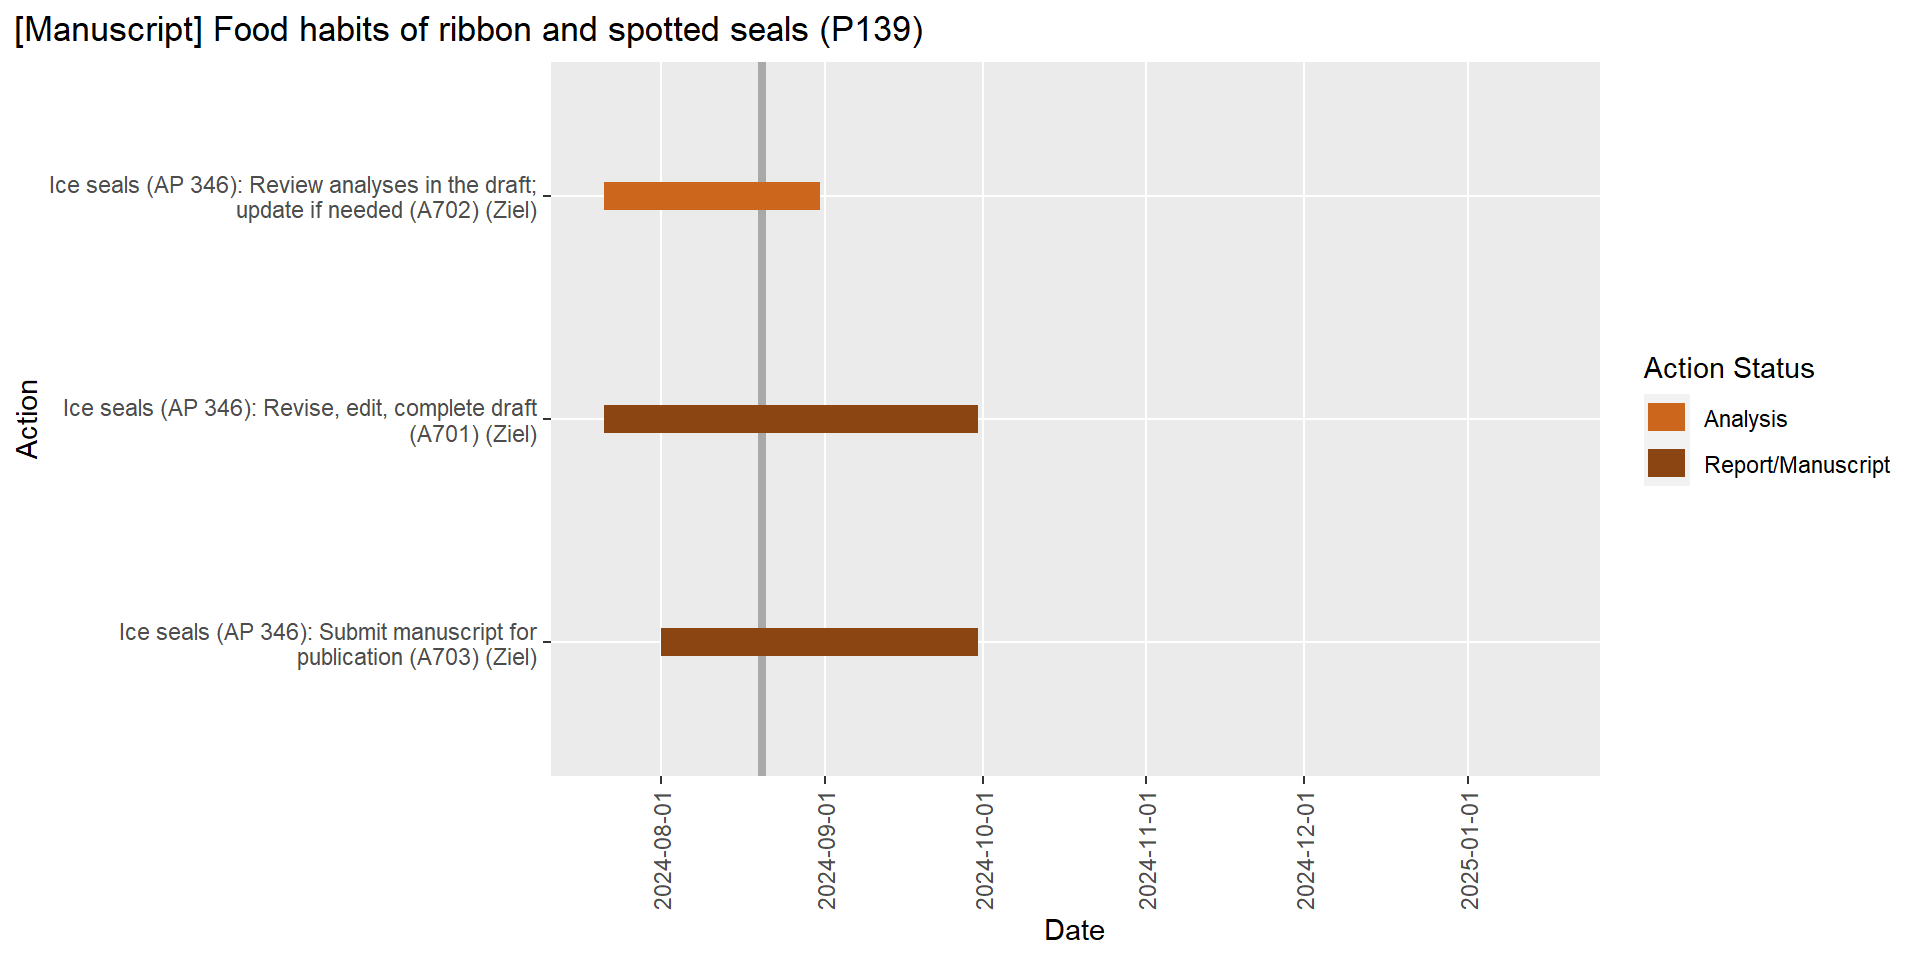 [Manuscript] Food habits of ribbon and spotted seals (P139)
Ice seals (AP 346): Review analyses in the draft;
update if needed (A702) (Ziel)
Ice seals (AP 346): Revise, edit, complete draft
(A701) (Ziel)
Ice seals (AP 346): Submit manuscript for
publication (A703) (Ziel)
Action
2024-08-01
2024-09-01
2024-10-01
2024-11-01
2024-12-01
2025-01-01
Date
Action Status
Analysis
Report/Manuscript